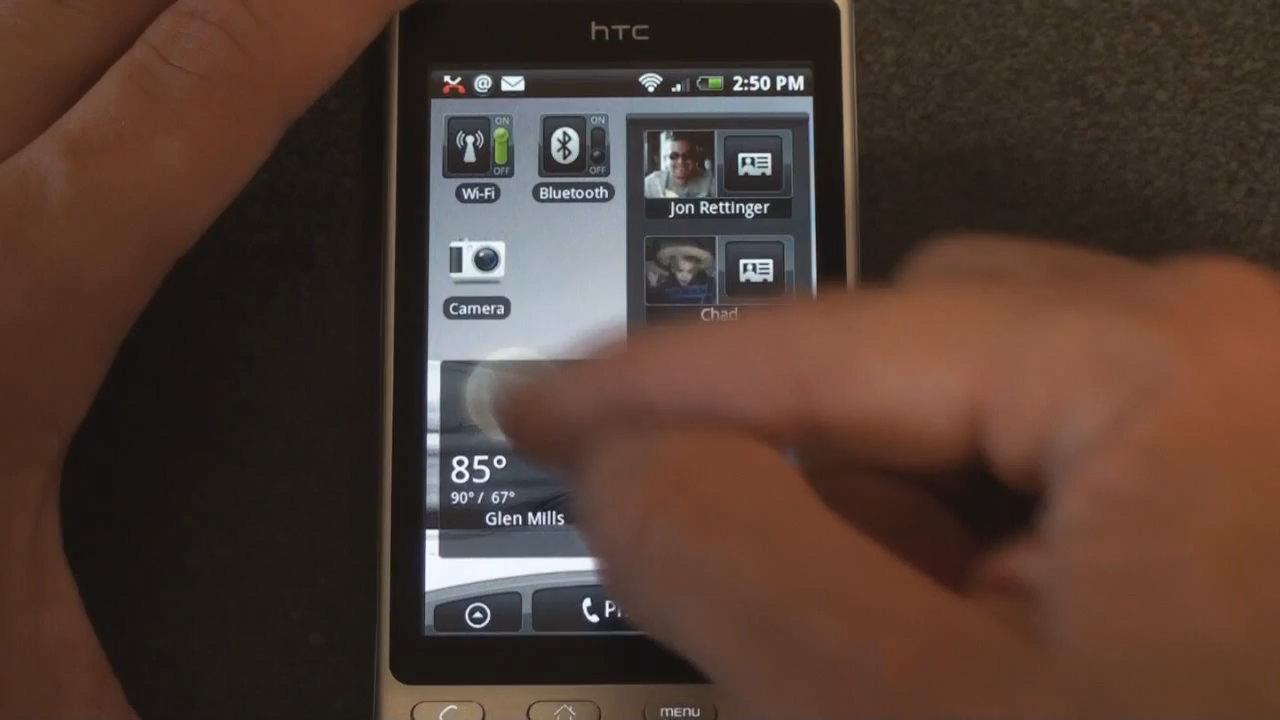 hTC
2:50 PM
ON
OFF
ON
OFF
Wi-Fi
Bluetooth
Jon Rettinger
Camera
Chad
85°
90° / 67°
Glen Mills
MENU